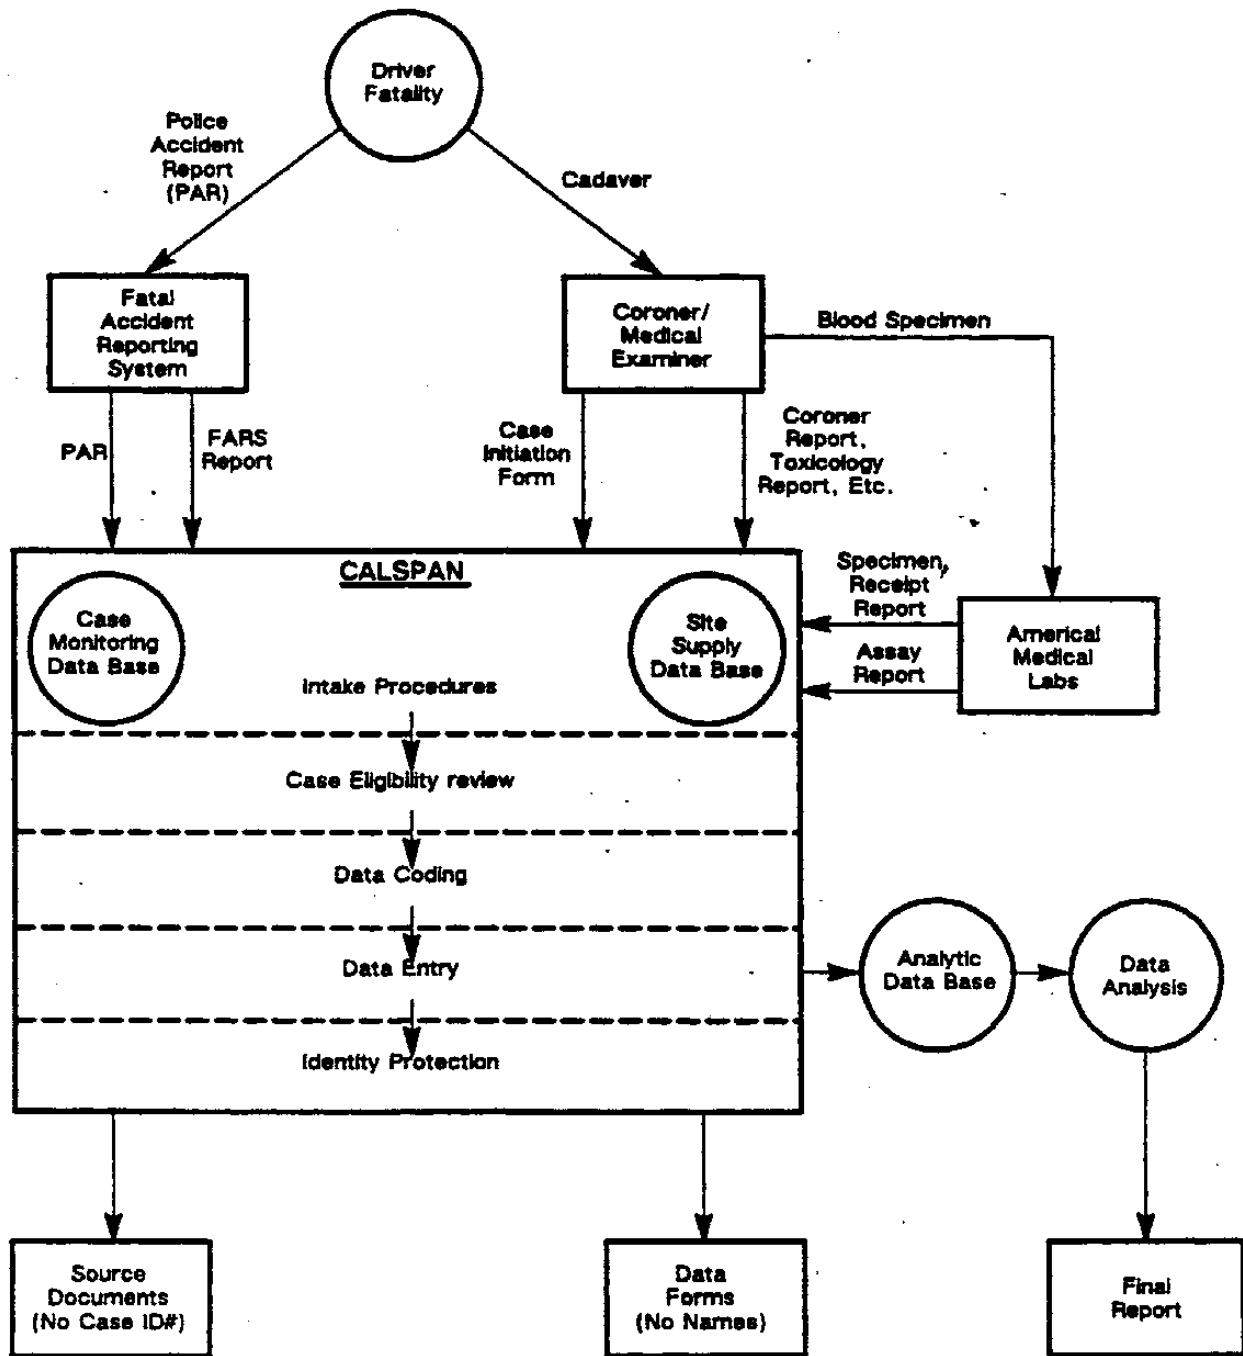 Driver
Fatality
Police
Accident
Report
(PAR)
Cadaver
Fatal
Accident
Reporting
System
Coroner/
Medical
Examiner
Blood Specimen
PAR
FARS
Report
Case
Initiation
Form
Coroner
Report,
Toxicology
Report, Etc.
CALSPAN
Case
Monitoring
Data Base
Site
Supply
Data Base
Specimen,
Receipt
Report
Assay
Report
Americal
Medical
Labs
Intake Procedures
Case Eligibility review
Data Coding
Data Entry
Identity Protection
Analytic
Data Base
Data
Analysis
Source
Documents
(No Case ID#)
Data
Forms
(No Names)
Final
Report